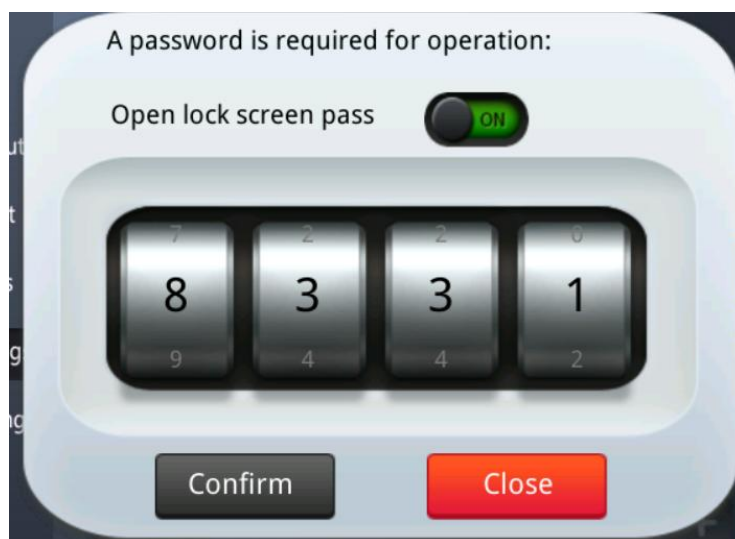 A password is required for operation:
Open lock screen pass ON
7 2 2 0
8 3 3 1
9 4 4 2
Confirm Close